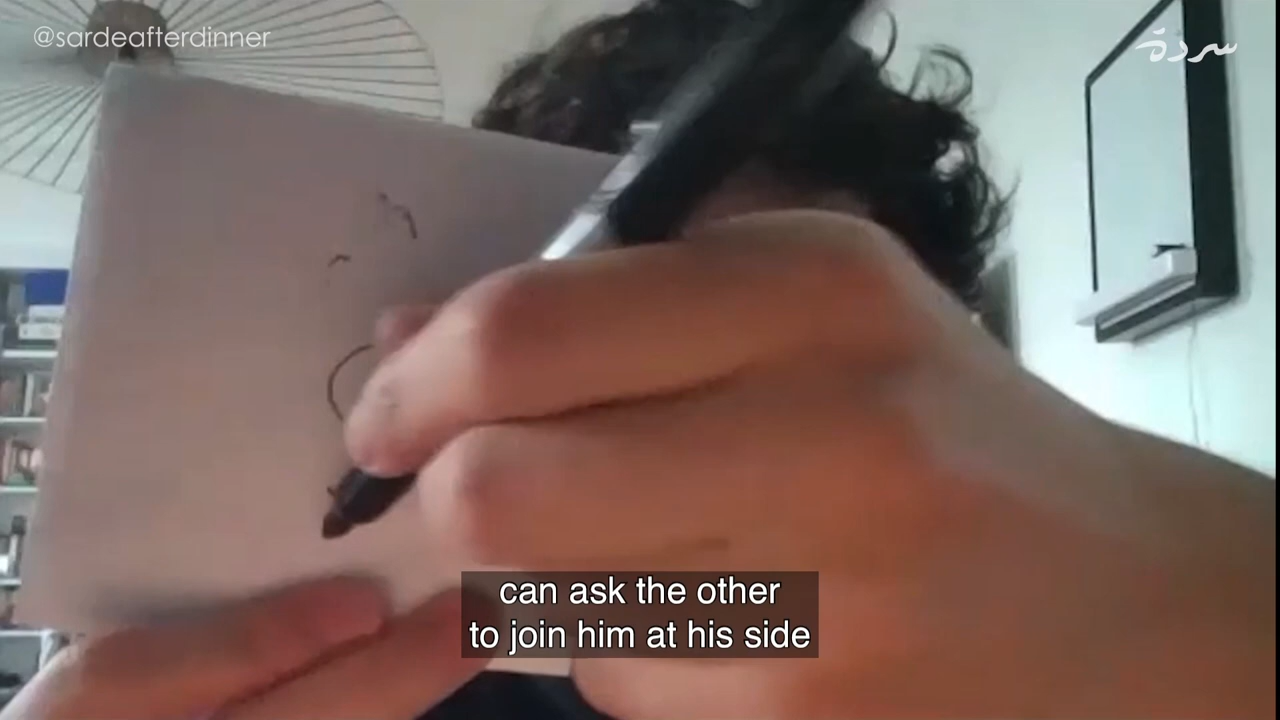 @sardeafterdinner
سردة
can ask the other
to join him at his side